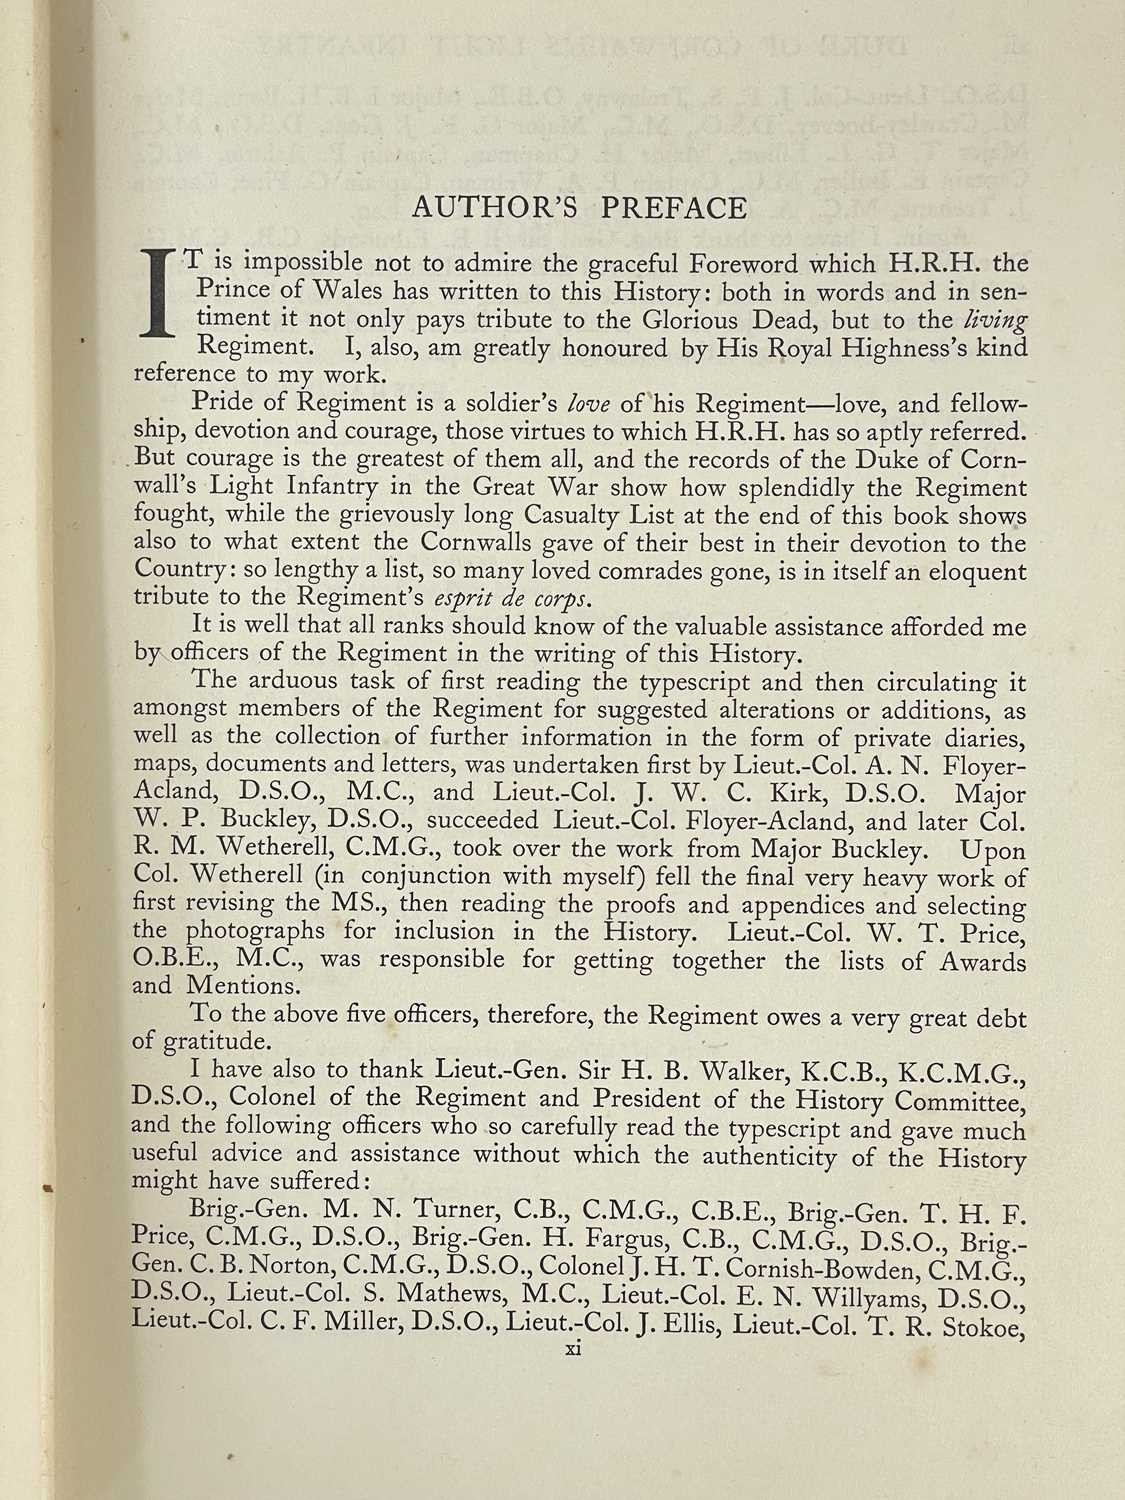 AUTHOR'S PREFACE
IT is impossible not to admire the graceful Foreword which H.R.H. the
Prince of Wales has written to this History: both in words and in sen-
timent it not only pays tribute to the Glorious Dead, but to the living
Regiment. I, also, am greatly honoured by His Royal Highness's kind
reference to my work.
Pride of Regiment is a soldier's love of his Regiment—love, and fellow-
ship, devotion and courage, those virtues to which H.R.H. has so aptly referred.
But courage is the greatest of them all, and the records of the Duke of Corn-
wall's Light Infantry in the Great War show how splendidly the Regiment
fought, while the grievously long Casualty List at the end of this book shows
also to what extent the Cornwalls gave of their best in their devotion to the
Country: so lengthy a list, so many loved comrades gone, is in itself an eloquent
tribute to the Regiment's esprit de corps.
It is well that all ranks should know of the valuable assistance afforded me
by officers of the Regiment in the writing of this History.
The arduous task of first reading the typescript and then circulating it
amongst members of the Regiment for suggested alterations or additions, as
well as the collection of further information in the form of private diaries,
maps, documents and letters, was undertaken first by Lieut.-Col. A. N. Floyer-
Acland, D.S.O., M.C., and Lieut.-Col. J. W. C. Kirk, D.S.O. Major
W. P. Buckley, D.S.O., succeeded Lieut.-Col. Floyer-Acland, and later Col.
R. M. Wetherell, C.M.G., took over the work from Major Buckley. Upon
Col. Wetherell (in conjunction with myself) fell the final very heavy work of
first revising the MS., then reading the proofs and appendices and selecting
the photographs for inclusion in the History. Lieut.-Col. W. T. Price,
O.B.E., M.C., was responsible for getting together the lists of Awards
and Mentions.
To the above five officers, therefore, the Regiment owes a very great debt
of gratitude.
I have also to thank Lieut.-Gen. Sir H. B. Walker, K.C.B., K.C.M.G.,
D.S.O., Colonel of the Regiment and President of the History Committee,
and the following officers who so carefully read the typescript and gave much
useful advice and assistance without which the authenticity of the History
might have suffered:
Brig.-Gen. M. N. Turner, C.B., C.M.G., C.B.E., Brig.-Gen. T. H. F.
Price, C.M.G., D.S.O., Brig.-Gen. H. Fargus, C.B., C.M.G., D.S.O., Brig.-
Gen. C. B. Norton, C.M.G., D.S.O., Colonel J. H. T. Cornish-Bowden, C.M.G.,
D.S.O., Lieut.-Col. S. Mathews, M.C., Lieut.-Col. E. N. Willyams, D.S.O.,
Lieut.-Col. C. F. Miller, D.S.O., Lieut.-Col. J. Ellis, Lieut.-Col. T. R. Stokoe,
xi